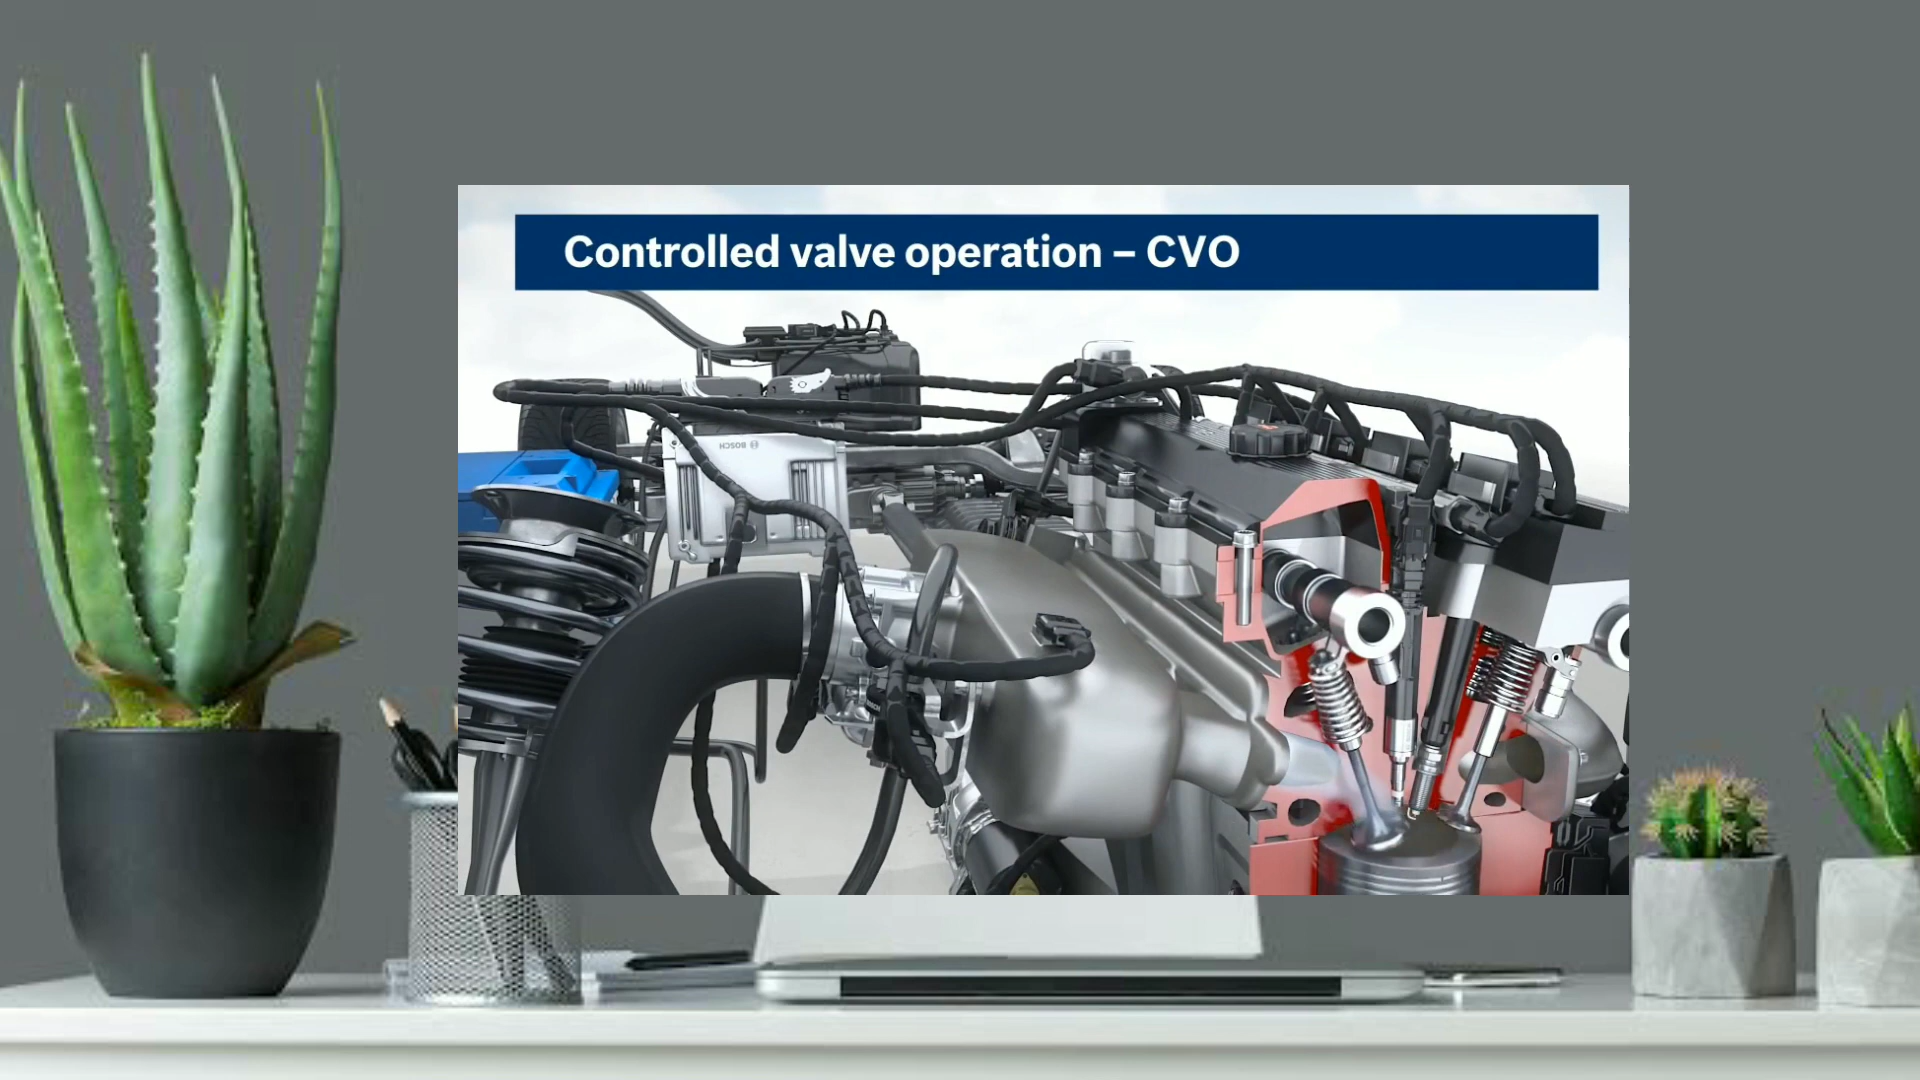 Controlled valve operation – CVO
BOSCH